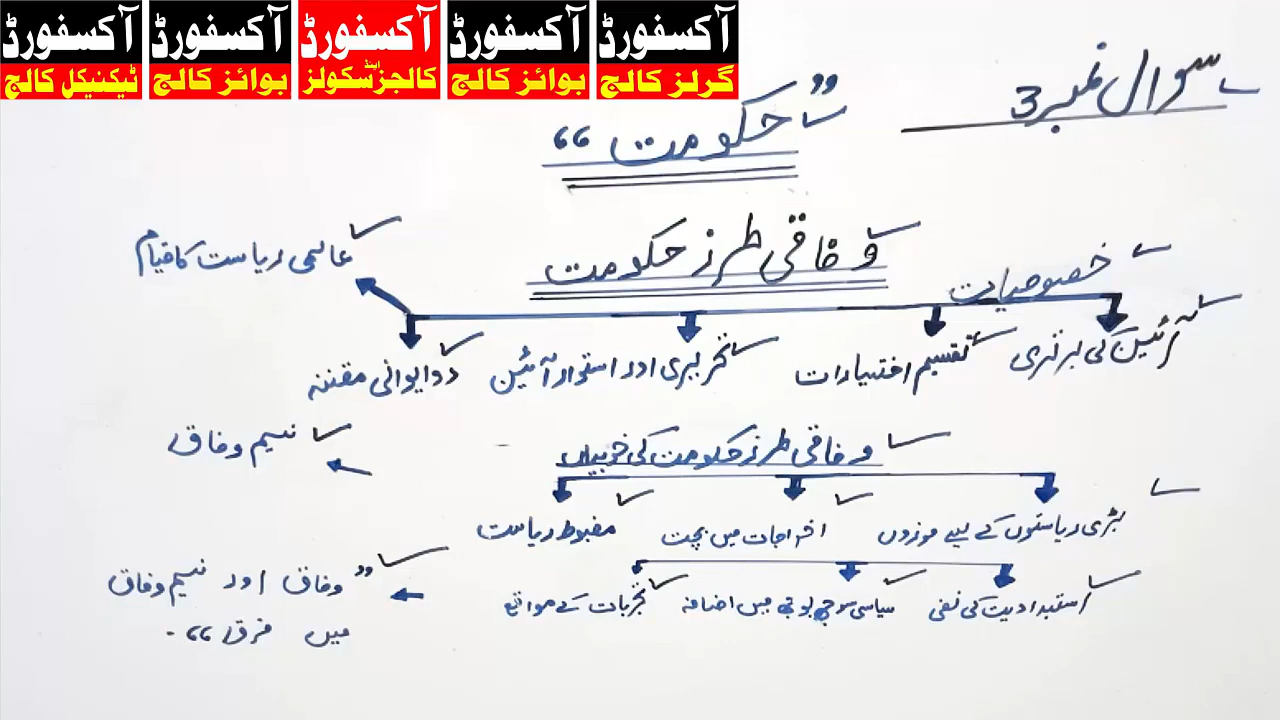 آکسفورڈ گرلز کالج
آکسفورڈ بوائز کالج
آکسفورڈ کالجز اینڈ سکولز
آکسفورڈ بوائز کالج
آکسفورڈ ٹیکنیکل کالج
سوال نمبر 3
”حکومت“
وفاقی طرز حکومت
خصوصیات
آئین کی برتری
تقسیم اختیارات
تحریری اور استوار آئین
دو ایوانی مقننہ
عالمی ریاست کا قیام
وفاقی طرز حکومت کی خوبیاں
بڑی ریاستوں کے لیے موزوں
اخراجات میں بچت
مضبوط ریاست
نیم وفاق
استبدادیت کی نفی
سیاسی سوجھ بوجھ میں اضافہ
تجربات کے مواقع
”وفاق اور نیم وفاق
میں فرق“۔